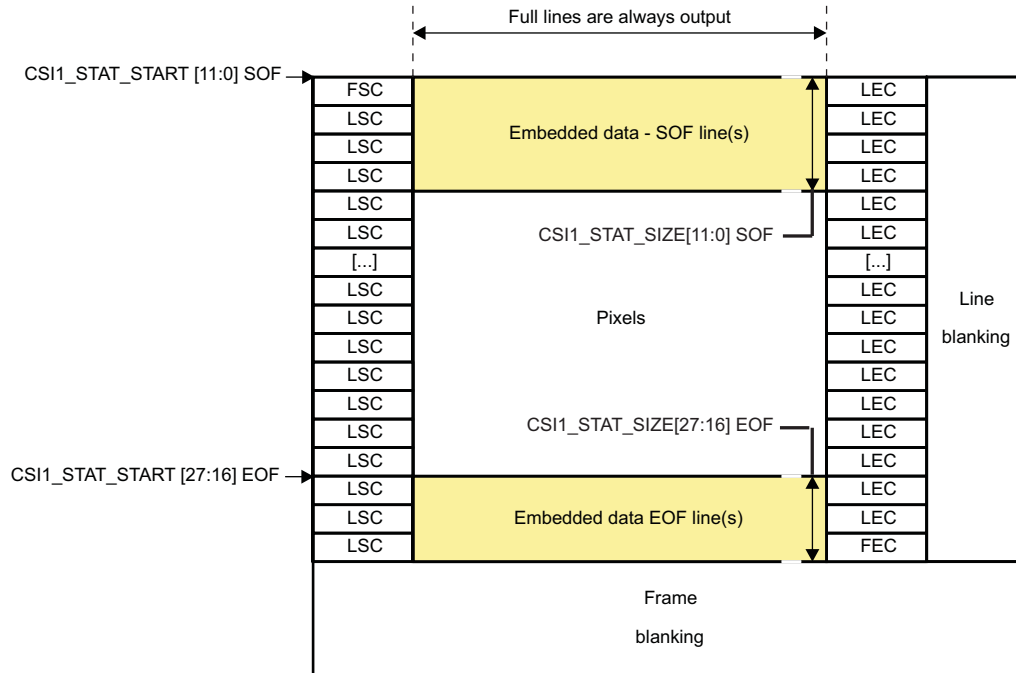 Full lines are always output
CSI1_STAT_START [11:0] SOF
FSC
LEC
LSC
LEC
Embedded data - SOF line(s)
LSC
LEC
LSC
LEC
LSC
LEC
LSC
CSI1_STAT_SIZE[11:0] SOF
LEC
[...]
[...]
LSC
LEC
Line
blanking
LSC
Pixels
LEC
LSC
LEC
LSC
LEC
LSC
LEC
LSC
CSI1_STAT_SIZE[27:16] EOF
LEC
LSC
LEC
CSI1_STAT_START [27:16] EOF
LSC
LEC
LSC
Embedded data EOF line(s)
LEC
LSC
FEC
Frame
blanking